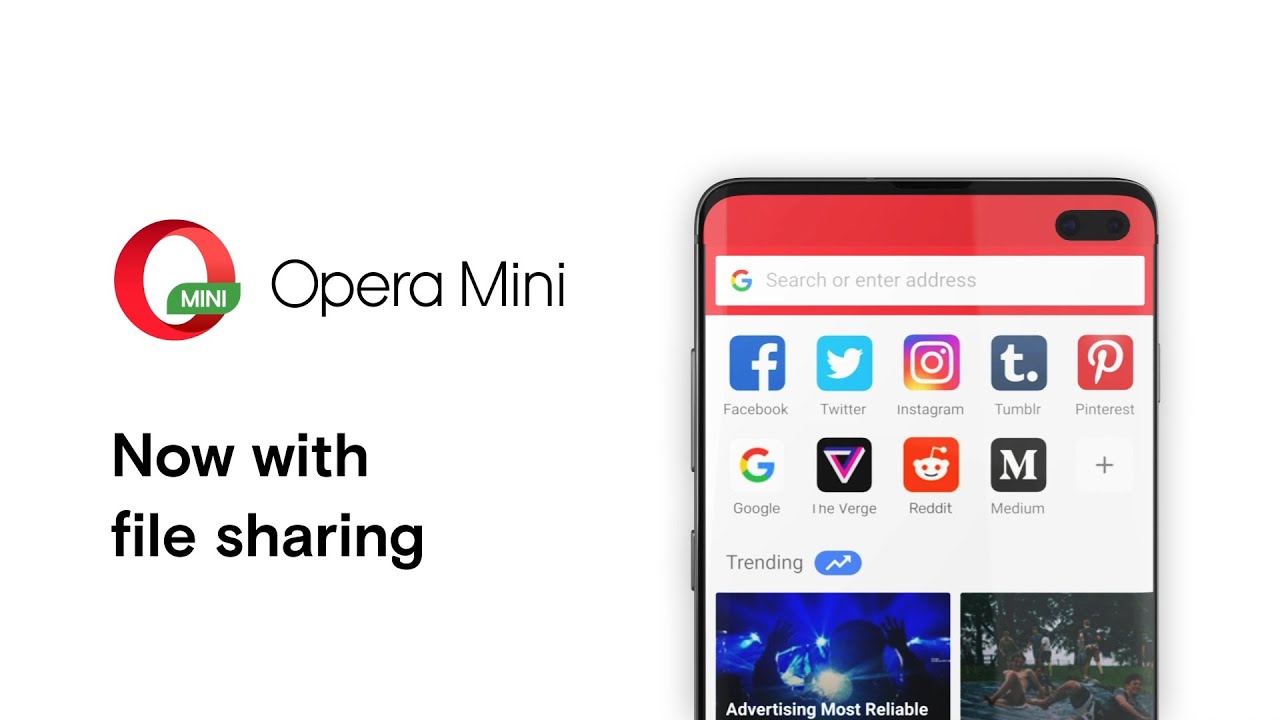 MINI
Opera Mini
Now with
file sharing
Search or enter address
Facebook Twitter Instagram Tumblr Pinterest
Google The Verge Reddit Medium
Trending
Advertising Most Reliable